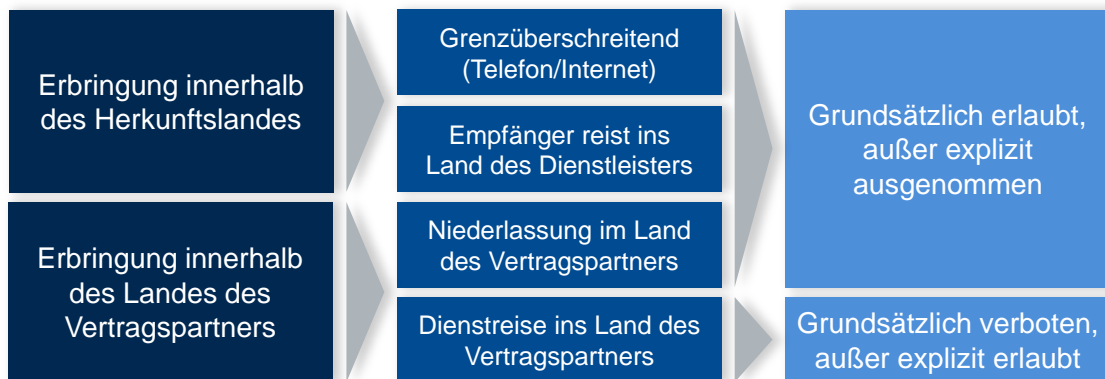 Erbringung innerhalb
des Herkunftslandes
Erbringung innerhalb
des Landes des
Vertragspartners
Grenzüberschreitend
(Telefon/Internet)
Empfänger reist ins
Land des Dienstleisters
Niederlassung im Land
des Vertragspartners
Dienstreise ins Land des
Vertragspartners
Grundsätzlich erlaubt,
außer explizit
ausgenommen
Grundsätzlich verboten,
außer explizit erlaubt